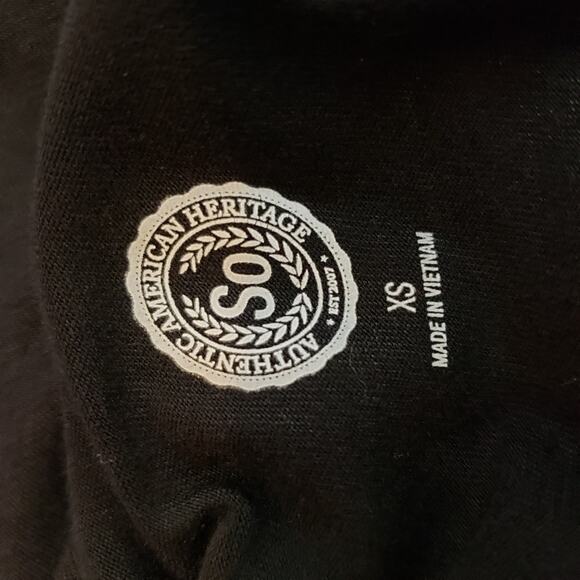 AUTHENTIC AMERICAN HERITAGE
So
★ EST 2007 ★
XS
MADE IN VIETNAM